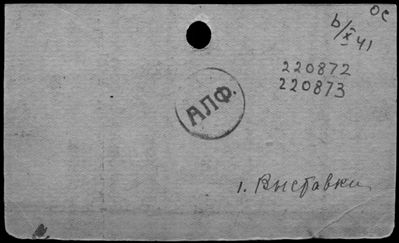 ОС
6/X 41
220872
220873
АЛФ.
1. Выставки